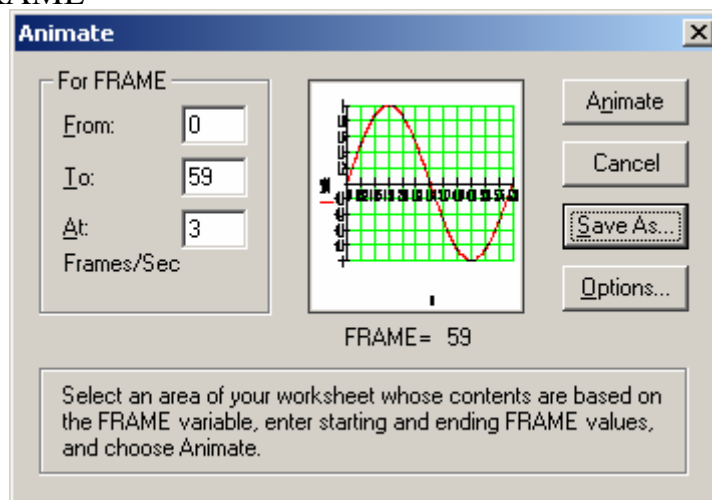 Animate
For FRAME
From: 0
To: 59
At: 3
Frames/Sec
Animate
Cancel
Save As...
Options...
FRAME= 59
Select an area of your worksheet whose contents are based on
the FRAME variable, enter starting and ending FRAME values,
and choose Animate.